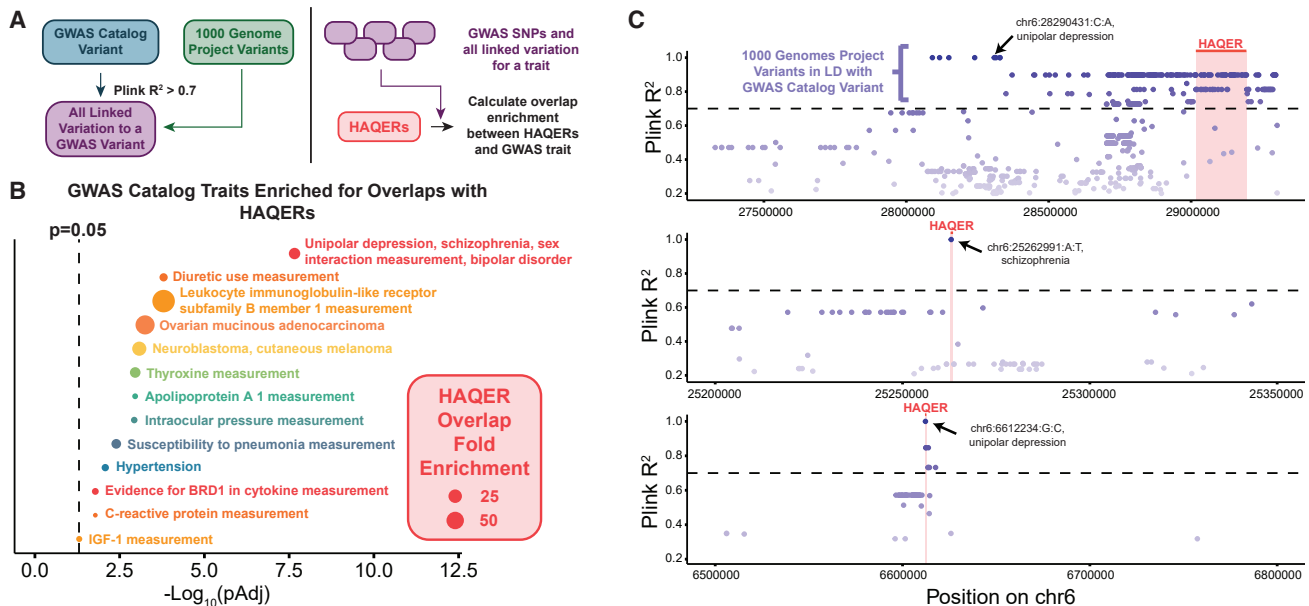 A
GWAS Catalog
Variant
1000 Genome
Project Variants
Plink R² > 0.7
All Linked
Variation to a
GWAS Variant
GWAS SNPs and
all linked variation
for a trait
HAQERs
Calculate overlap
enrichment
between HAQERs
and GWAS trait
B
GWAS Catalog Traits Enriched for Overlaps with
HAQERs
p=0.05
Unipolar depression, schizophrenia, sex
interaction measurement, bipolar disorder
Diuretic use measurement
Leukocyte immunoglobulin-like receptor
subfamily B member 1 measurement
Ovarian mucinous adenocarcinoma
Neuroblastoma, cutaneous melanoma
Thyroxine measurement
Apolipoprotein A 1 measurement
Intraocular pressure measurement
Susceptibility to pneumonia measurement
Hypertension
Evidence for BRD1 in cytokine measurement
C-reactive protein measurement
IGF-1 measurement
HAQER
Overlap
Fold
Enrichment
25
50
0.0 2.5 5.0 7.5 10.0 12.5
-Log₁₀(pAdj)
C
chr6:28290431:C:A,
unipolar depression
HAQER
1000 Genomes Project
Variants in LD with
GWAS Catalog Variant
Plink R²
1.0
0.8
0.6
0.4
0.2
27500000 28000000 28500000 29000000
HAQER
chr6:25262991:A:T,
schizophrenia
Plink R²
1.0
0.8
0.6
0.4
0.2
25200000 25250000 25300000 25350000
HAQER
chr6:6612234:G:C,
unipolar depression
Plink R²
1.0
0.8
0.6
0.4
0.2
6500000 6600000 6700000 6800000
Position on chr6